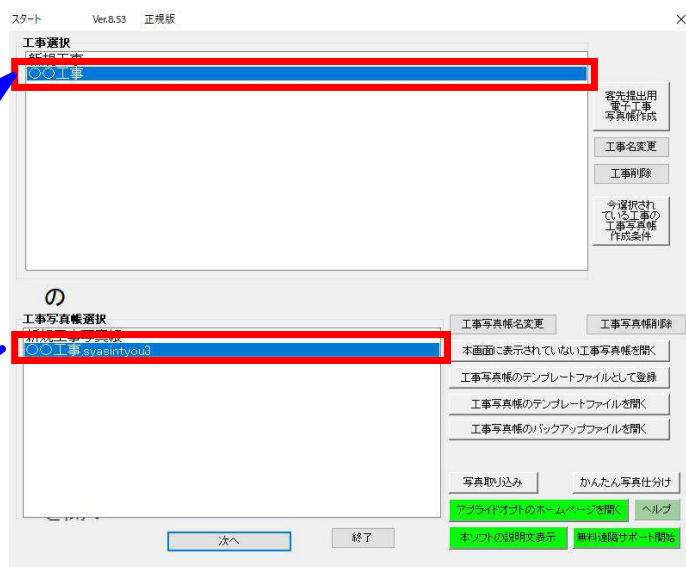 スタート Ver.8.53 正規版
工事選択
新規工事
〇〇工事
客先提出用
電子工事
写真帳作成
工事名変更
工事削除
今選択され
ている工事の
工事写真帳
作成条件
の
工事写真帳選択
新規工事写真帳
〇〇工事.syasintyou3
工事写真帳名変更
工事写真帳削除
本画面に表示されていない工事写真帳を開く
工事写真帳のテンプレートファイルとして登録
工事写真帳のテンプレートファイルを開く
工事写真帳のバックアップファイルを開く
写真取り込み
かんたん写真仕分け
アプライドオプトのホームページを開く
ヘルプ
次へ
終了
本ソフトの説明文表示
無料遠隔サポート開始